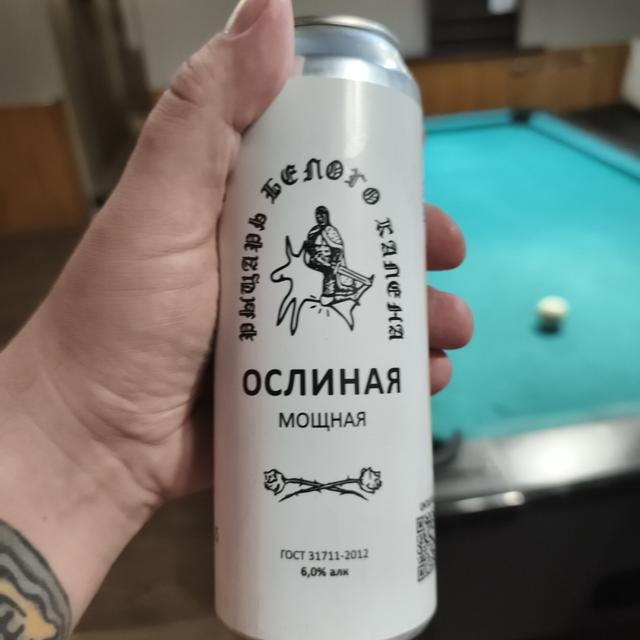 РЫЦАРЬ БЕЛОГО КАЛЕНА
ОСЛИНАЯ
МОЩНАЯ
ГОСТ 31711-2012
6,0% алк